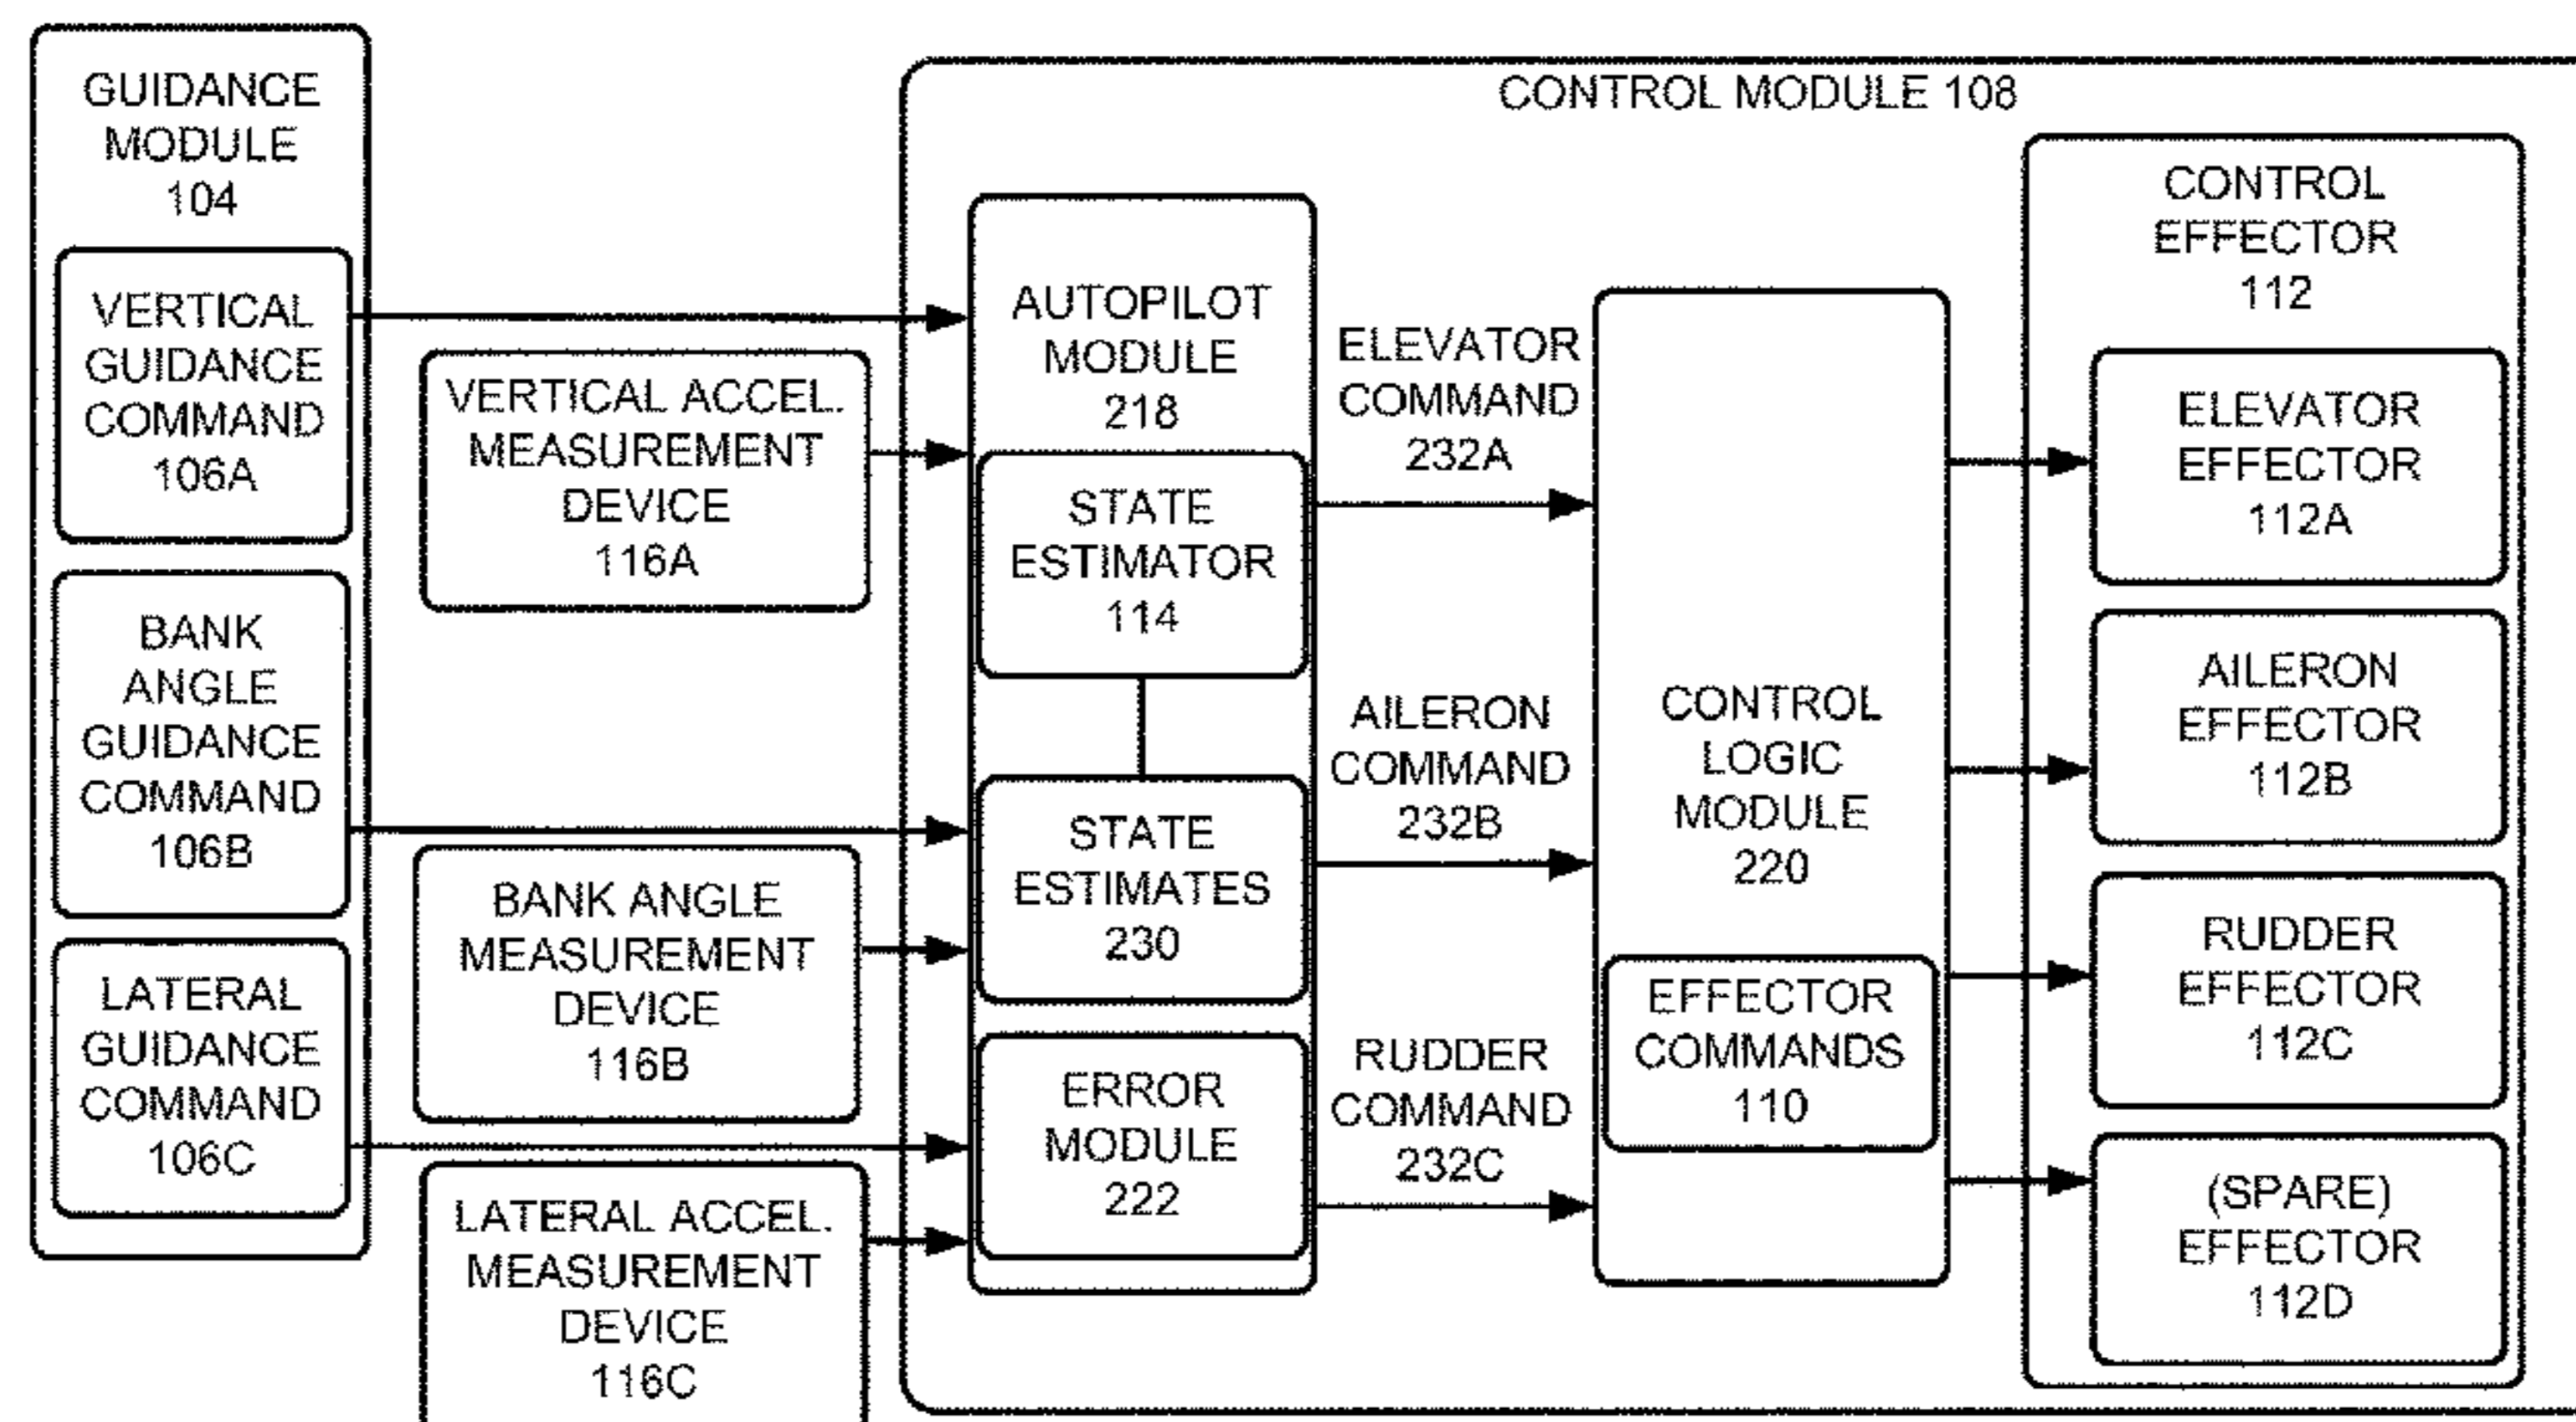 GUIDANCE
MODULE
104
VERTICAL
GUIDANCE
COMMAND
106A
BANK
ANGLE
GUIDANCE
COMMAND
106B
LATERAL
GUIDANCE
COMMAND
106C
VERTICAL ACCEL.
MEASUREMENT
DEVICE
116A
BANK ANGLE
MEASUREMENT
DEVICE
116B
LATERAL ACCEL.
MEASUREMENT
DEVICE
116C
CONTROL MODULE 108
AUTOPILOT
MODULE
218
STATE
ESTIMATOR
114
STATE
ESTIMATES
230
ERROR
MODULE
222
ELEVATOR
COMMAND
232A
AILERON
COMMAND
232B
RUDDER
COMMAND
232C
CONTROL
LOGIC
MODULE
220
EFFECTOR
COMMANDS
110
CONTROL
EFFECTOR
112
ELEVATOR
EFFECTOR
112A
AILERON
EFFECTOR
112B
RUDDER
EFFECTOR
112C
(SPARE)
EFFECTOR
112D